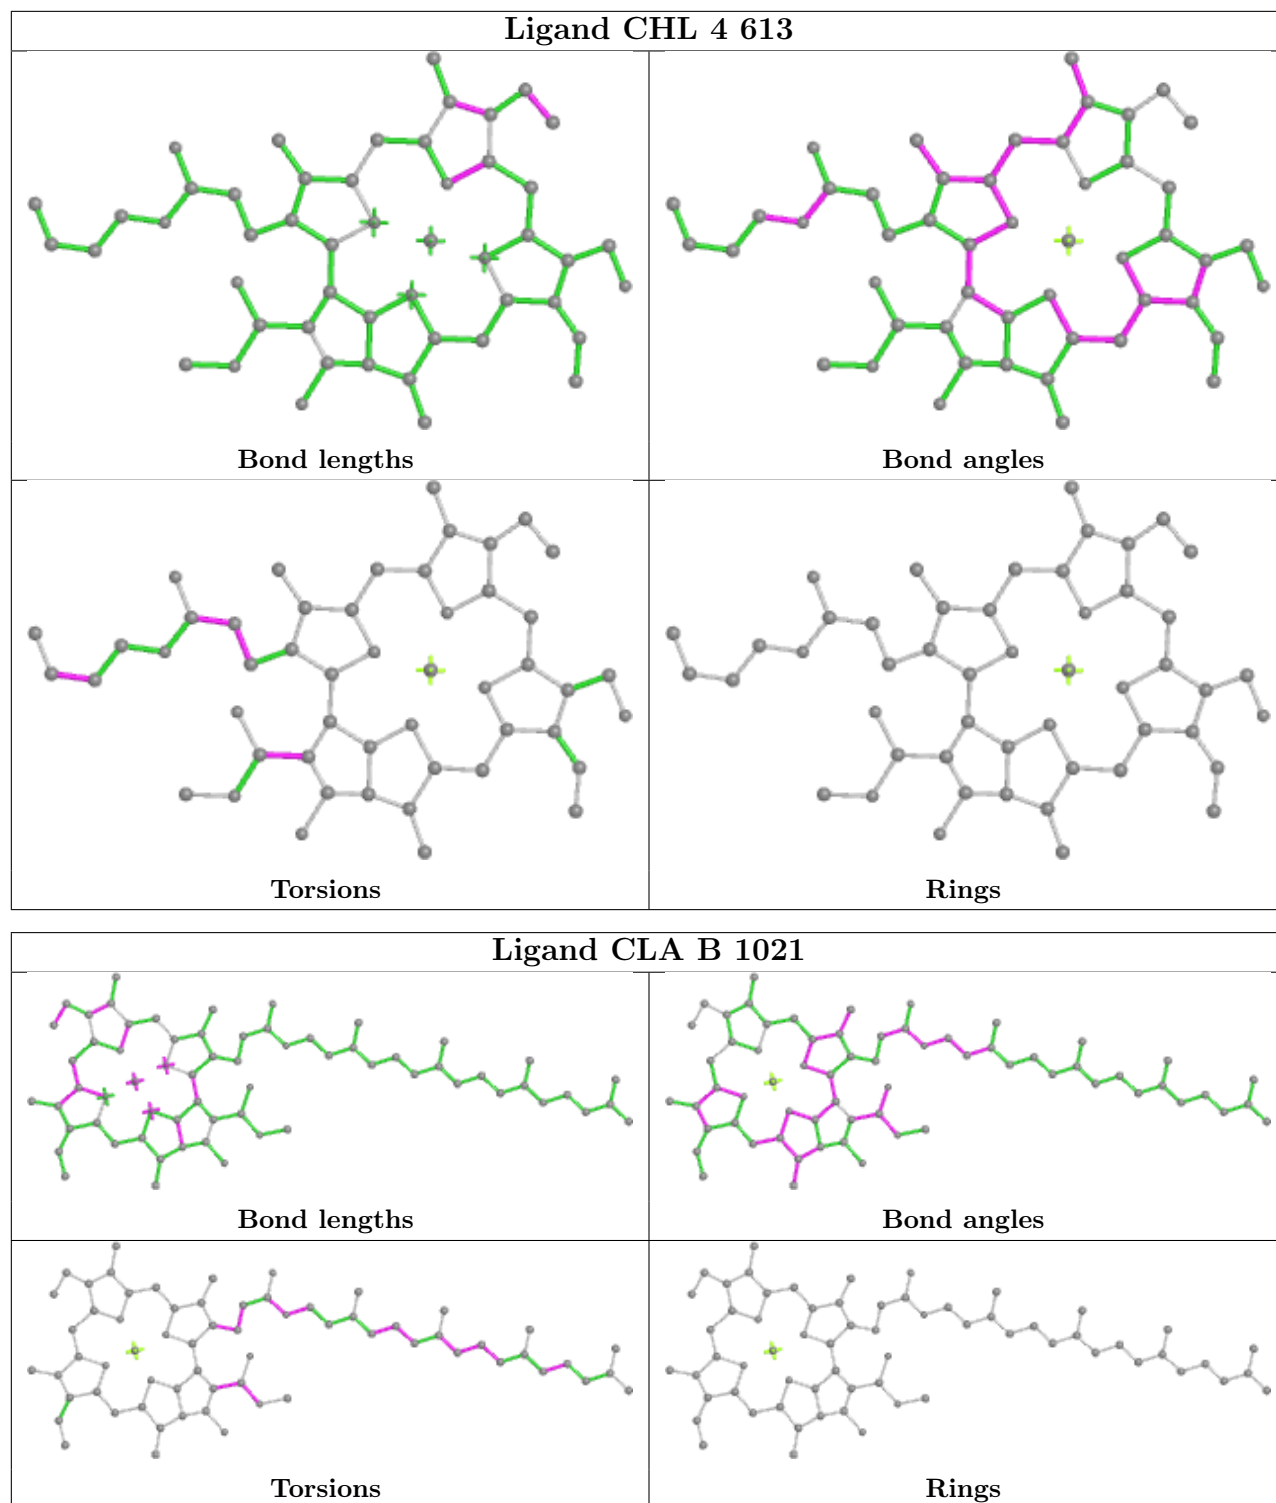 Ligand CHL 4 613
Bond lengths
Bond angles
Torsions
Rings
Ligand CLA B 1021
Bond lengths
Bond angles
Torsions
Rings